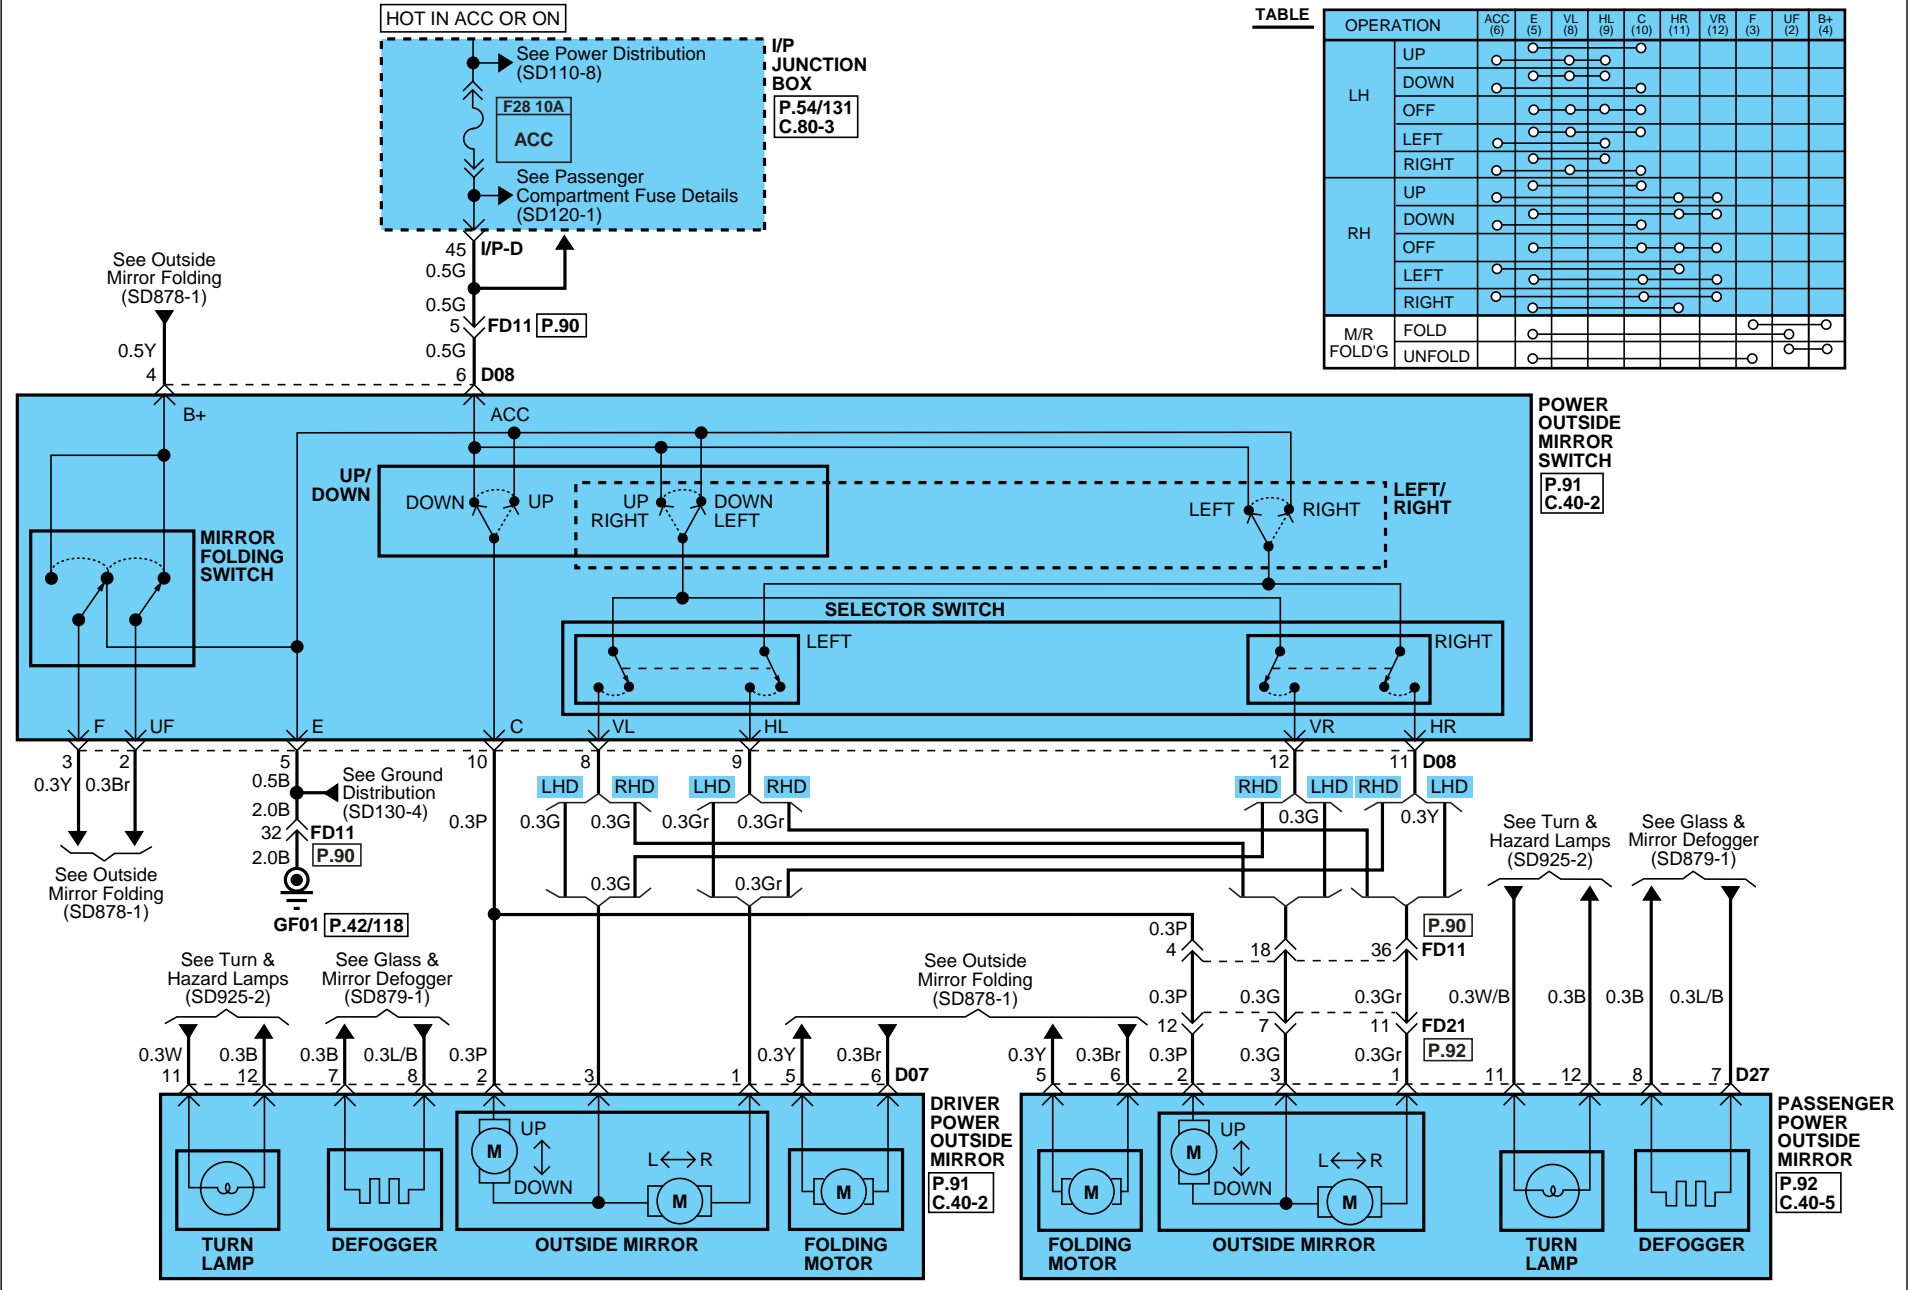 HOT IN ACC OR ON
See Power Distribution
(SD110-8)
F28 10A
ACC
See Passenger
Compartment Fuse Details
(SD120-1)
I/P
JUNCTION
BOX
P.54/131
C.80-3
45 I/P-D
0.5G
0.5G
5 FD11 P.90
0.5G
6 D08
See Outside
Mirror Folding
(SD878-1)
0.5Y
4
TABLE
OPERATION ACC (6) E (5) VL (8) HL (9) C (10) HR (11) VR (12) F (3) UF (2) B+ (4)
LH
UP
DOWN
OFF
LEFT
RIGHT
RH
UP
DOWN
OFF
LEFT
RIGHT
M/R
FOLD'G
FOLD
UNFOLD
B+
ACC
POWER
OUTSIDE
MIRROR
SWITCH
P.91
C.40-2
UP/
DOWN
DOWN UP
UP DOWN
RIGHT LEFT
LEFT RIGHT
LEFT/
RIGHT
MIRROR
FOLDING
SWITCH
SELECTOR SWITCH
LEFT
RIGHT
F UF E C VL HL VR HR
3 2 5 10 8 9 12 11 D08
0.3Y 0.3Br
0.5B
See Ground
Distribution
(SD130-4)
2.0B
32 FD11
P.90
2.0B
GF01 P.42/118
See Outside
Mirror Folding
(SD878-1)
0.3P
LHD RHD LHD RHD RHD LHD RHD LHD
0.3G 0.3G 0.3Gr 0.3Gr 0.3G 0.3Y
0.3G 0.3Gr
See Turn &
Hazard Lamps
(SD925-2)
See Glass &
Mirror Defogger
(SD879-1)
0.3P
P.90
4 18 36 FD11
0.3P 0.3G 0.3Gr 0.3W/B 0.3B 0.3B 0.3L/B
12 7 11 FD21
P.92
See Turn &
Hazard Lamps
(SD925-2)
See Glass &
Mirror Defogger
(SD879-1)
See Outside
Mirror Folding
(SD878-1)
0.3W 0.3B 0.3B 0.3L/B 0.3P 0.3Y 0.3Br 0.3Y 0.3Br 0.3P 0.3G 0.3Gr
11 12 7 8 2 3 1 5 6 D07
5 6 2 3 1 11 12 8 7 D27
DRIVER
POWER
OUTSIDE
MIRROR
P.91
C.40-2
UP
DOWN
M
L R
M
M
TURN
LAMP
DEFOGGER
OUTSIDE MIRROR
FOLDING
MOTOR
PASSENGER
POWER
OUTSIDE
MIRROR
P.92
C.40-5
M
UP
DOWN
M
L R
M
FOLDING
MOTOR
OUTSIDE MIRROR
TURN
LAMP
DEFOGGER